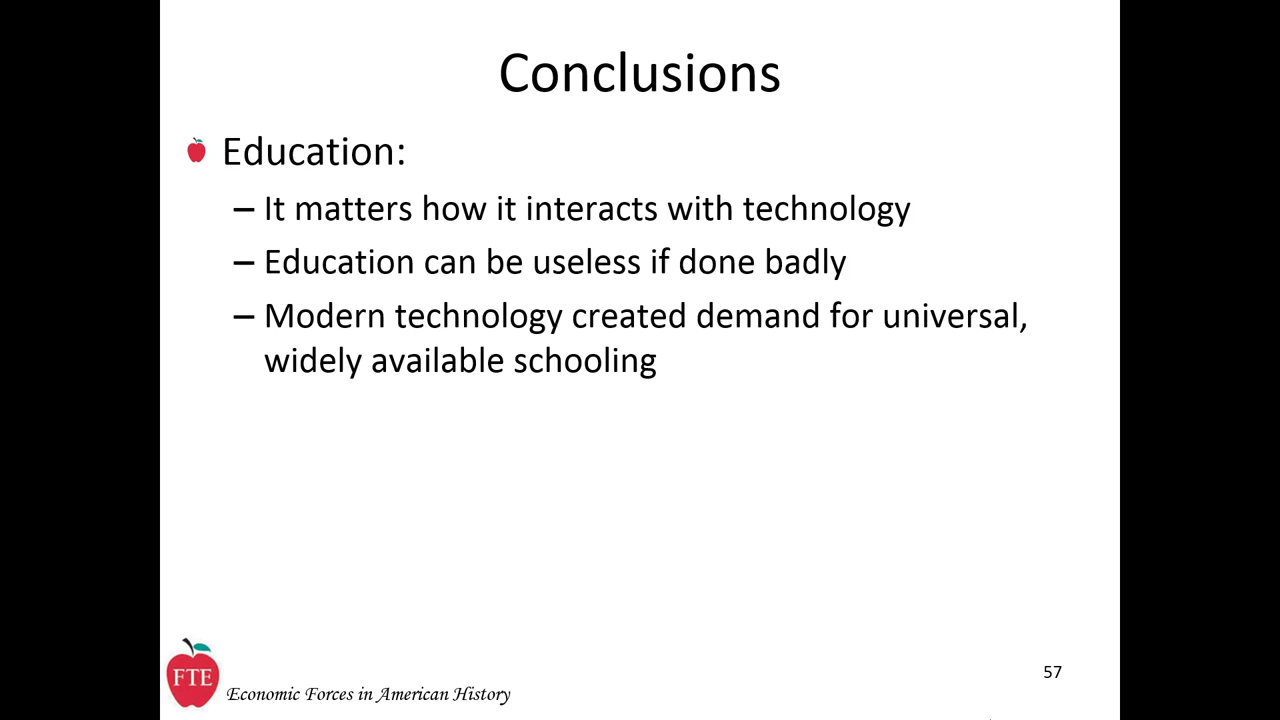 Conclusions
Education:
– It matters how it interacts with technology
– Education can be useless if done badly
– Modern technology created demand for universal,
widely available schooling
FTE
Economic Forces in American History
57